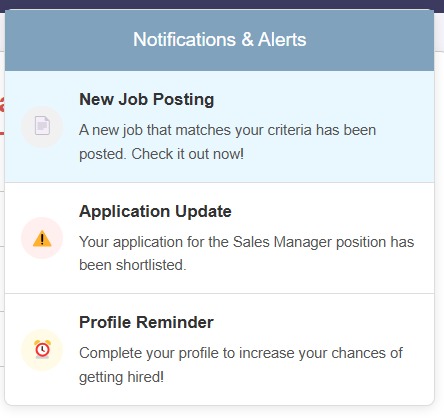 Notifications & Alerts
New Job Posting
A new job that matches your criteria has been
posted. Check it out now!
Application Update
Your application for the Sales Manager position has
been shortlisted.
Profile Reminder
Complete your profile to increase your chances of
getting hired!